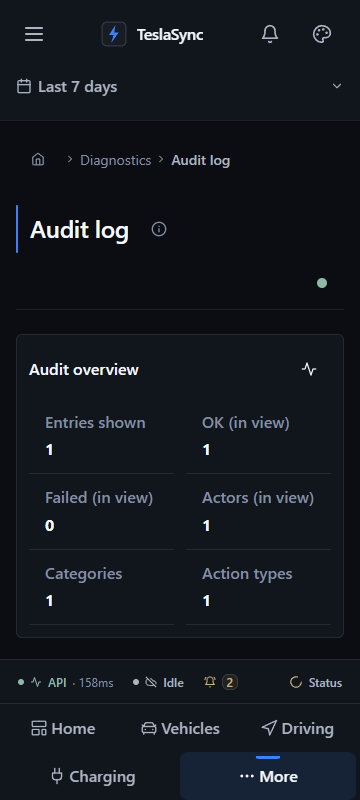 TeslaSync
Last 7 days
Diagnostics Audit log
Audit log
Audit overview
Entries shown OK (in view)
1 1
Failed (in view) Actors (in view)
0 1
Categories Action types
1 1
API · 158ms Idle 2 Status
Home Vehicles Driving
Charging More